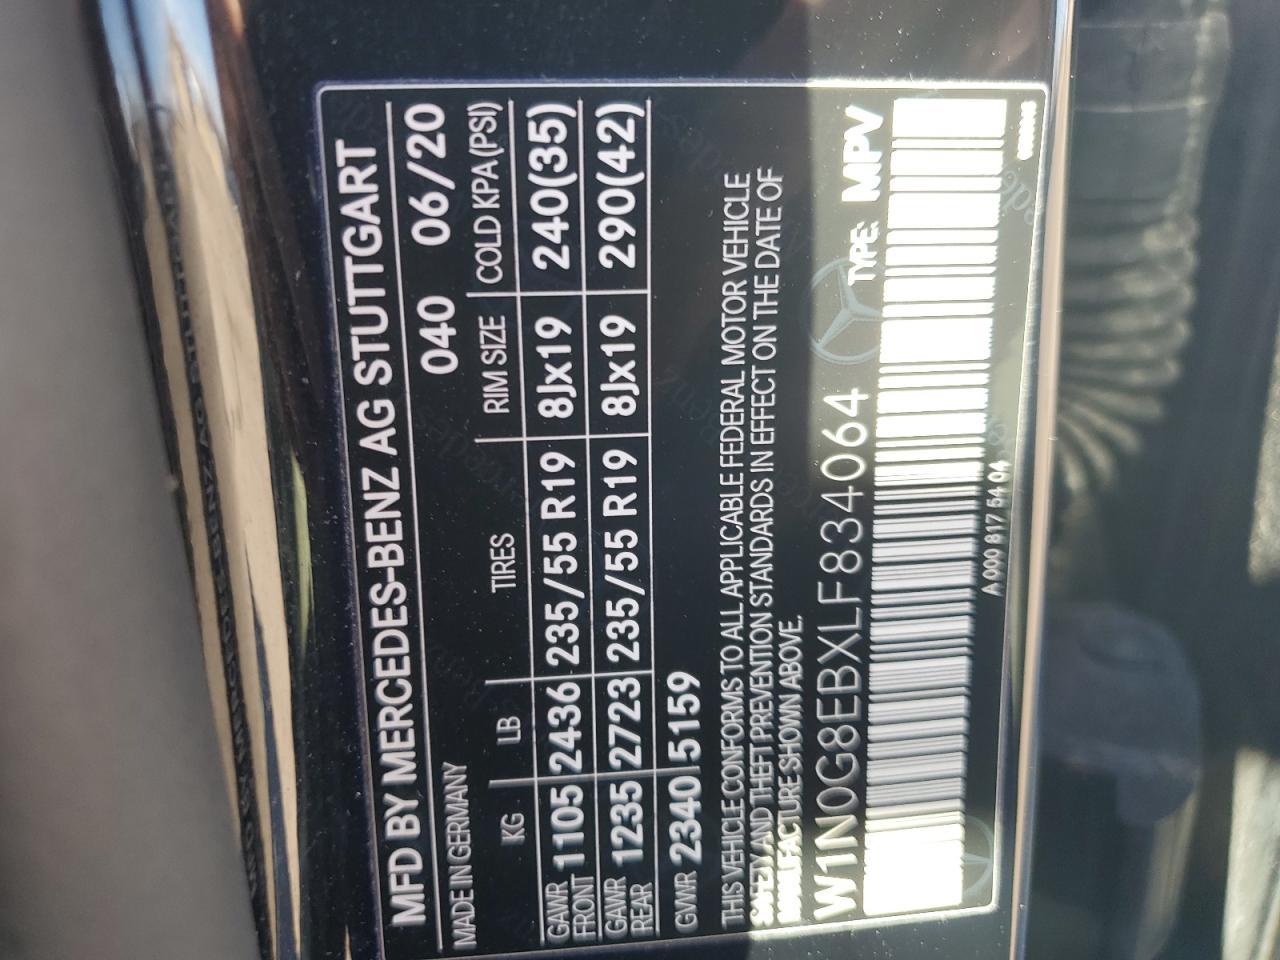 MFD BY MERCEDES-BENZ AG STUTTGART
MADE IN GERMANY 040 06/20
KG LB TIRES RIM SIZE COLD KPA(PSI)
GAWR FRONT 1105 2436 235/55 R19 8Jx19 240(35)
GAWR REAR 1235 2723 235/55 R19 8Jx19 290(42)
GVWR 2340 5159
THIS VEHICLE CONFORMS TO ALL APPLICABLE FEDERAL MOTOR VEHICLE
SAFETY AND THEFT PREVENTION STANDARDS IN EFFECT ON THE DATE OF
MANUFACTURE SHOWN ABOVE.
W1N0G8EBXLF834064 TYPE: MPV
A 000 817 54 04